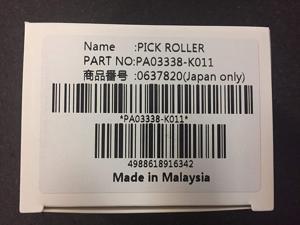 Name :PICK ROLLER
PART NO:PA03338-K011
商品番号 :0637820(Japan only)
*PA03338-K011*
4988618916342
Made in Malaysia